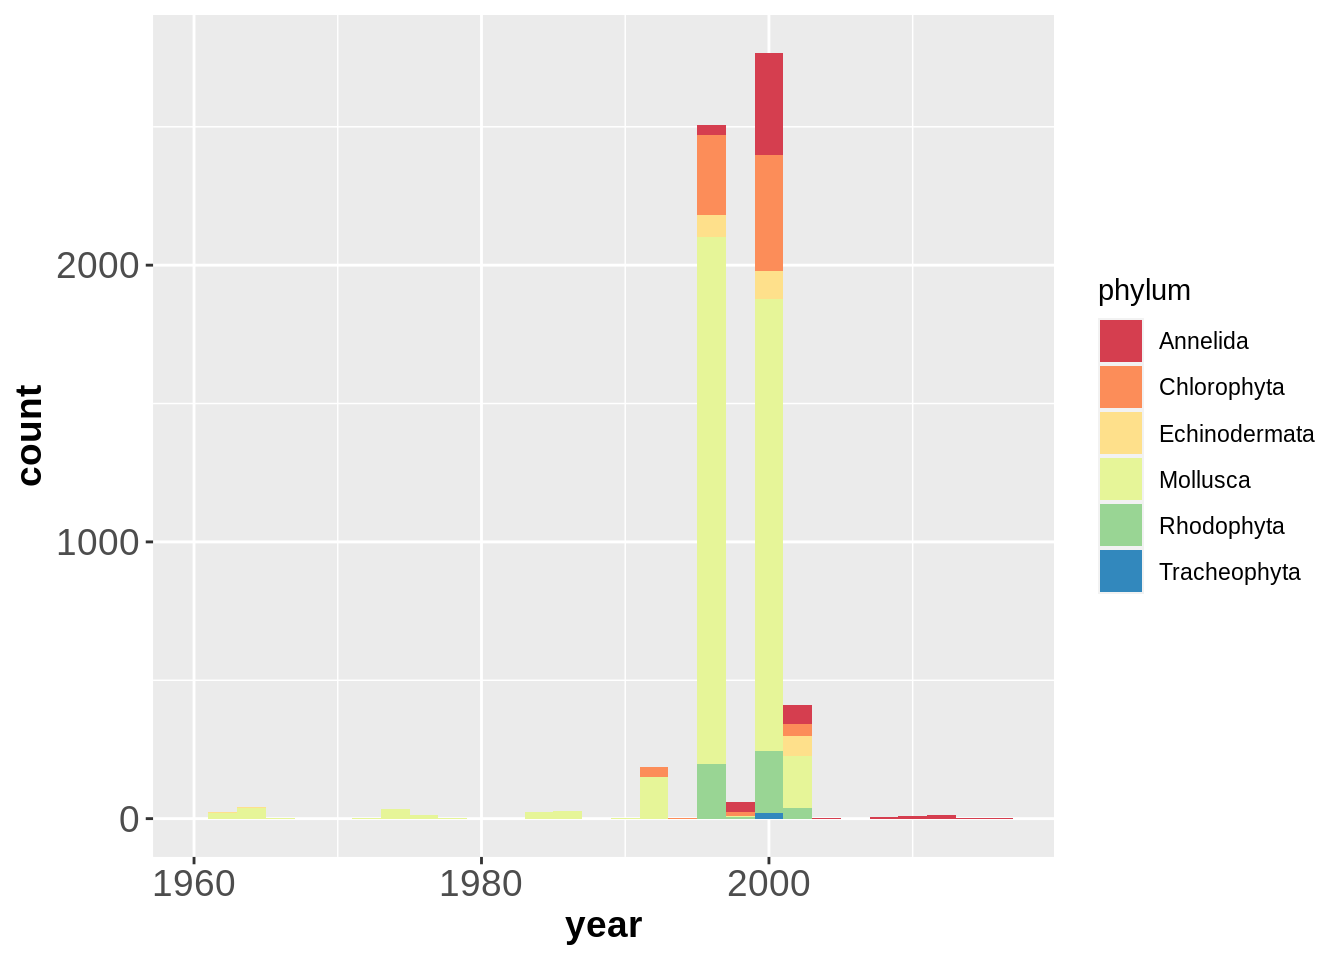 2000
1000
0
count
1960
1980
2000
year
phylum
Annelida
Chlorophyta
Echinodermata
Mollusca
Rhodophyta
Tracheophyta